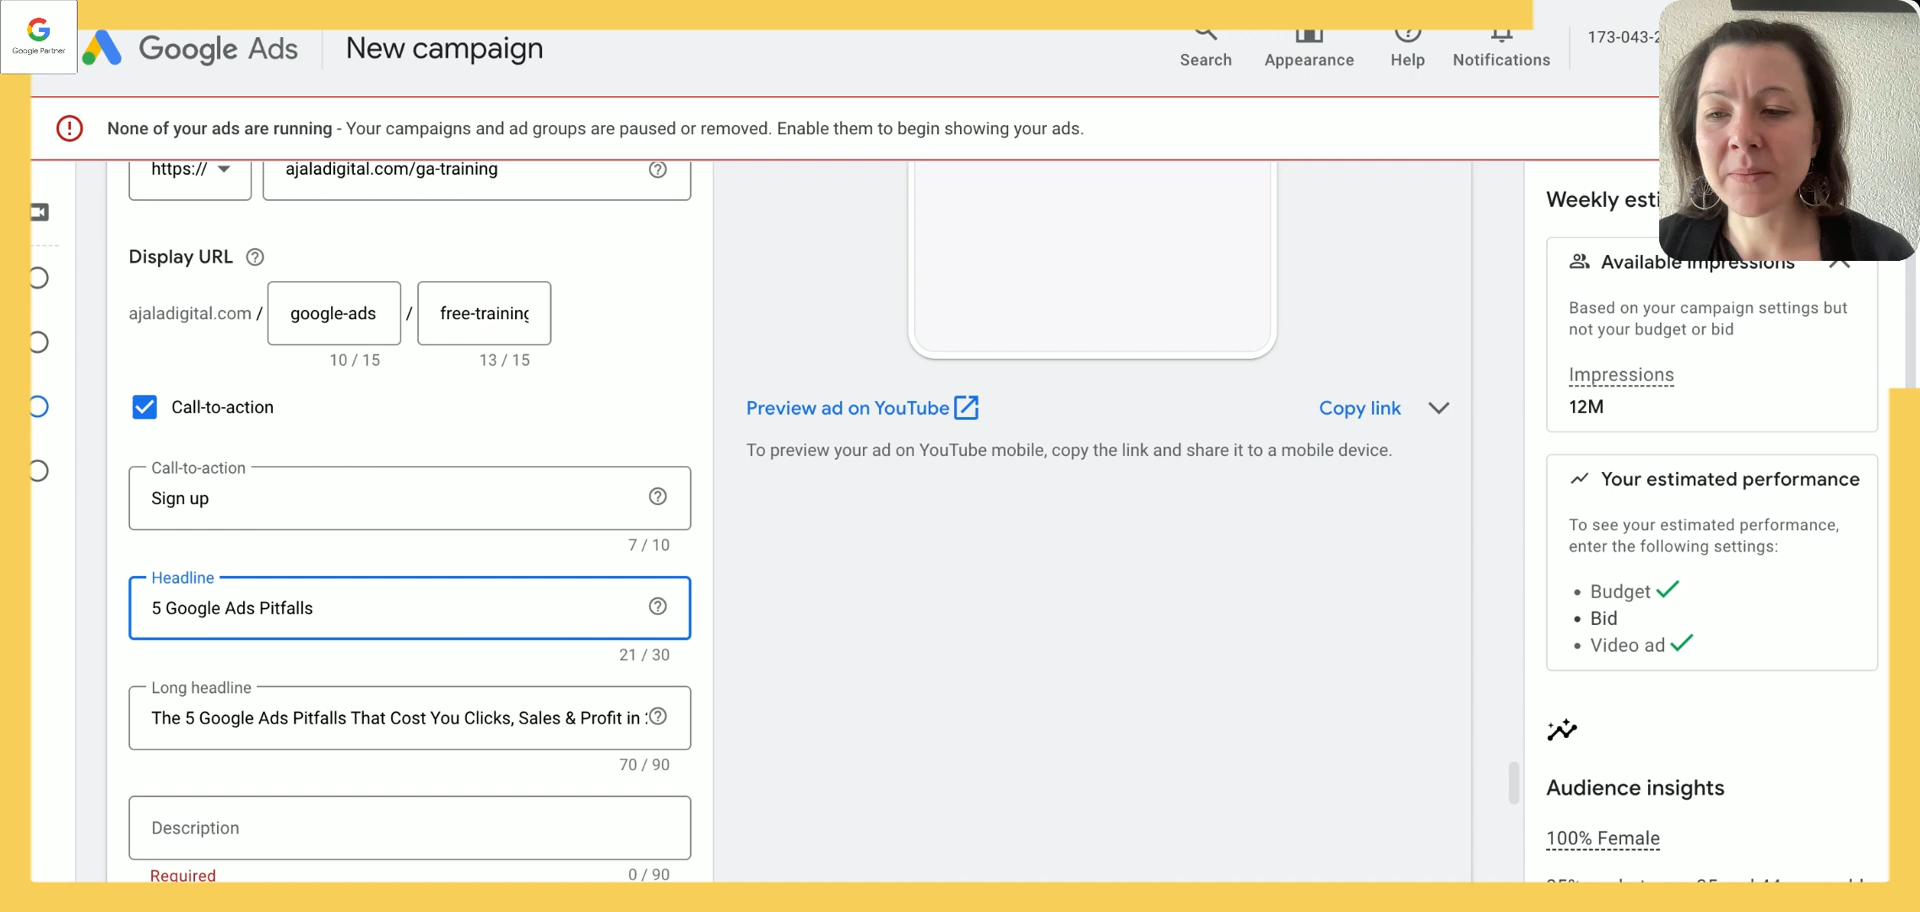 Google Partner
Google Ads
New campaign
Search
Appearance
Help
Notifications
173-043-2
None of your ads are running - Your campaigns and ad groups are paused or removed. Enable them to begin showing your ads.
https://
ajaladigital.com/ga-training
Display URL
ajaladigital.com / google-ads / free-training
10 / 15
13 / 15
Call-to-action
Call-to-action
Sign up
7 / 10
Headline
5 Google Ads Pitfalls
21 / 30
Long headline
The 5 Google Ads Pitfalls That Cost You Clicks, Sales & Profit in
70 / 90
Description
Required
0 / 90
Preview ad on YouTube
Copy link
To preview your ad on YouTube mobile, copy the link and share it to a mobile device.
Weekly esti
Available impressions
Based on your campaign settings but
not your budget or bid
Impressions
12M
Your estimated performance
To see your estimated performance,
enter the following settings:
• Budget
• Bid
• Video ad
Audience insights
100% Female